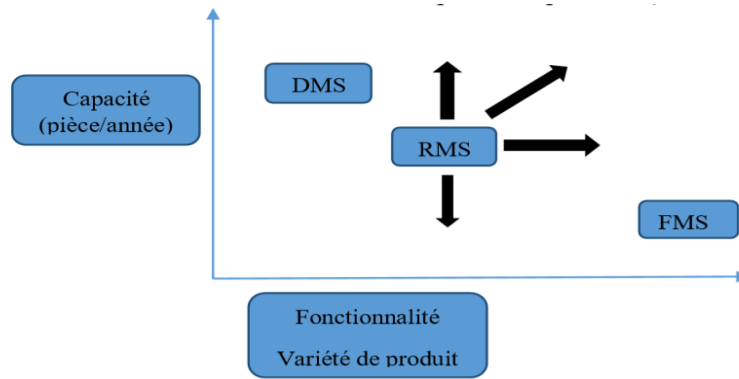 DMS
Capacité
(pièce/année)
RMS
FMS
Fonctionnalité
Variété de produit